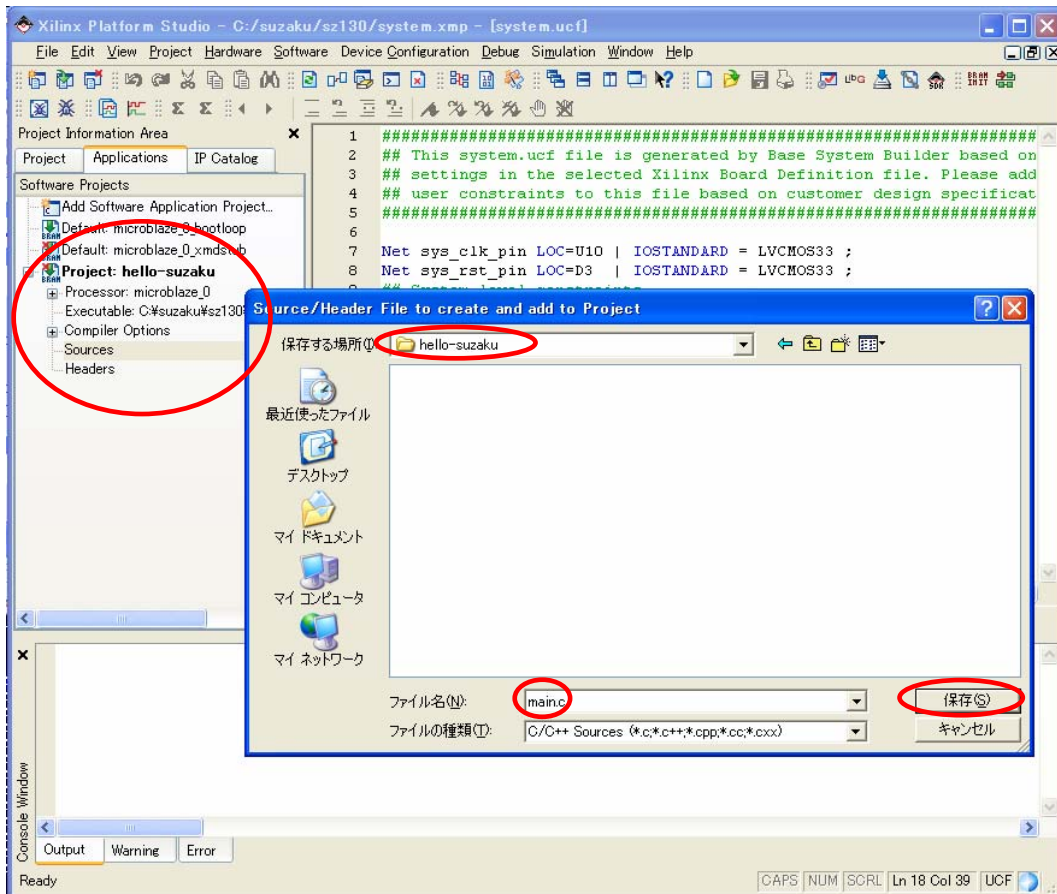 Xilinx Platform Studio - C:/suzaku/sz130/system.xmp - [system.ucf]
File Edit View Project Hardware Software Device Configuration Debug Simulation Window Help
Project Information Area
Project Applications IP Catalog
Software Projects
Add Software Application Project...
Default: microblaze_0_bootloop
Default: microblaze_0_xmdstub
Project: hello-suzaku
Processor: microblaze_0
Executable: C:¥suzaku¥sz130¥
Compiler Options
Sources
Headers
1 ################################################################
2 ## This system.ucf file is generated by Base System Builder based on
3 ## settings in the selected Xilinx Board Definition file. Please add
4 ## user constraints to this file based on customer design specificat
5 ################################################################
6
7 Net sys_clk_pin LOC=U10 | IOSTANDARD = LVCMOS33 ;
8 Net sys_rst_pin LOC=D3 | IOSTANDARD = LVCMOS33 ;
9 ## System level constraints
Source/Header File to create and add to Project
保存する場所(I): hello-suzaku
最近使ったファイル
デスクトップ
マイ ドキュメント
マイ コンピュータ
マイ ネットワーク
ファイル名(N): main.c 保存(S)
ファイルの種類(T): C/C++ Sources (*.c;*.c++;*.cpp;*.cc;*.cxx) キャンセル
Console Window
Output Warning Error
Ready CAPS NUM SCRL Ln 18 Col 39 UCF